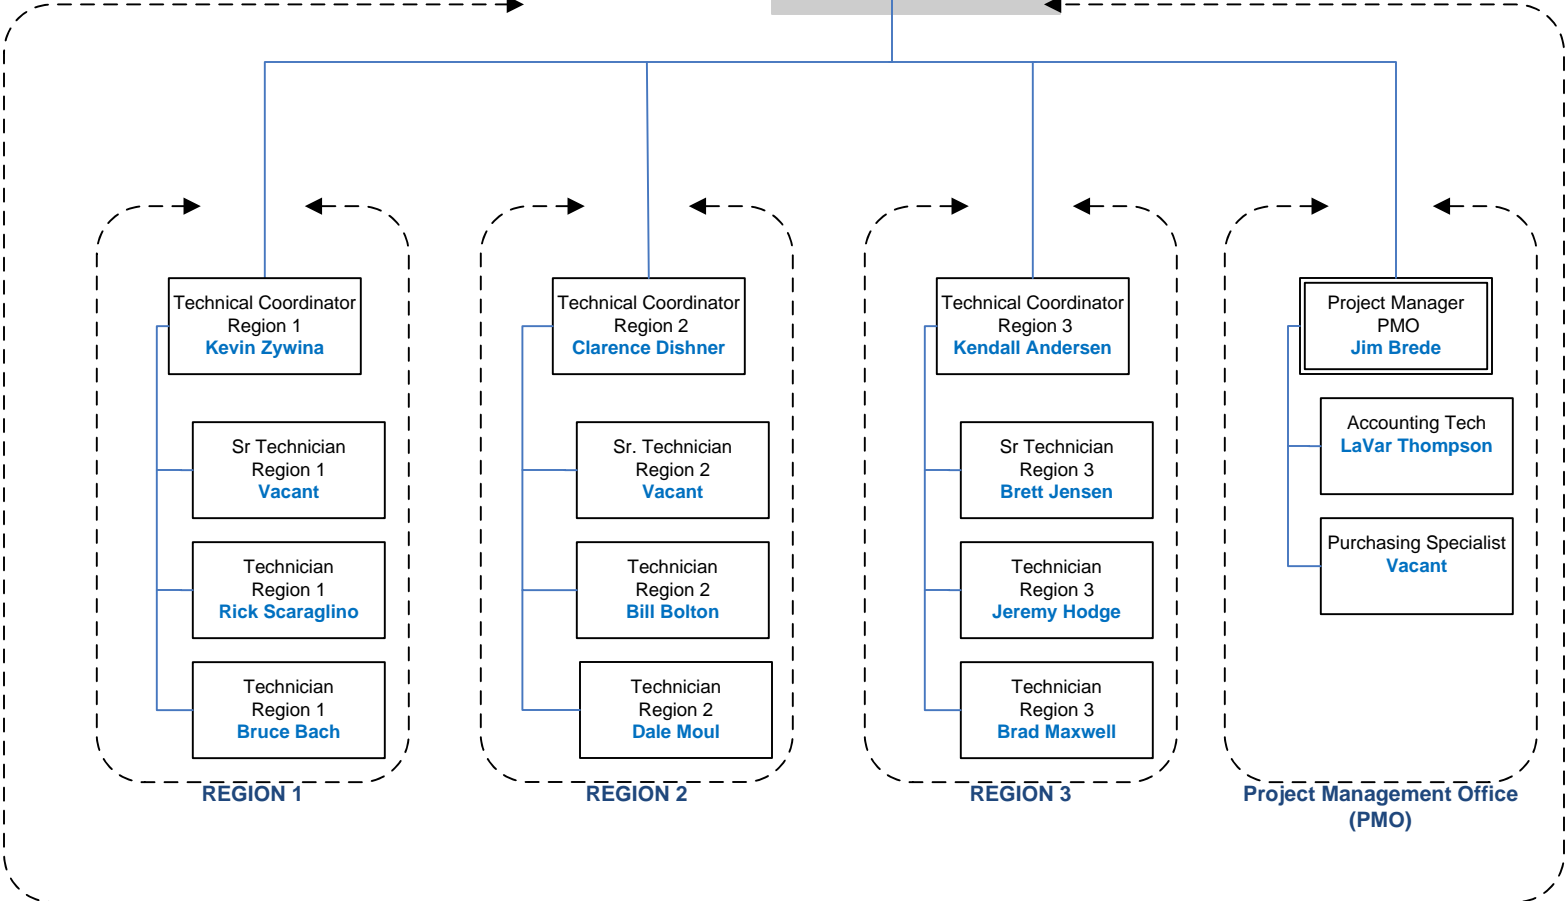 Technical Coordinator
Region 1
Kevin Zywina
Sr Technician
Region 1
Vacant
Technician
Region 1
Rick Scaraglino
Technician
Region 1
Bruce Bach
REGION 1
Technical Coordinator
Region 2
Clarence Dishner
Sr. Technician
Region 2
Vacant
Technician
Region 2
Bill Bolton
Technician
Region 2
Dale Moul
REGION 2
Technical Coordinator
Region 3
Kendall Andersen
Sr Technician
Region 3
Brett Jensen
Technician
Region 3
Jeremy Hodge
Technician
Region 3
Brad Maxwell
REGION 3
Project Manager
PMO
Jim Brede
Accounting Tech
LaVar Thompson
Purchasing Specialist
Vacant
Project Management Office
(PMO)